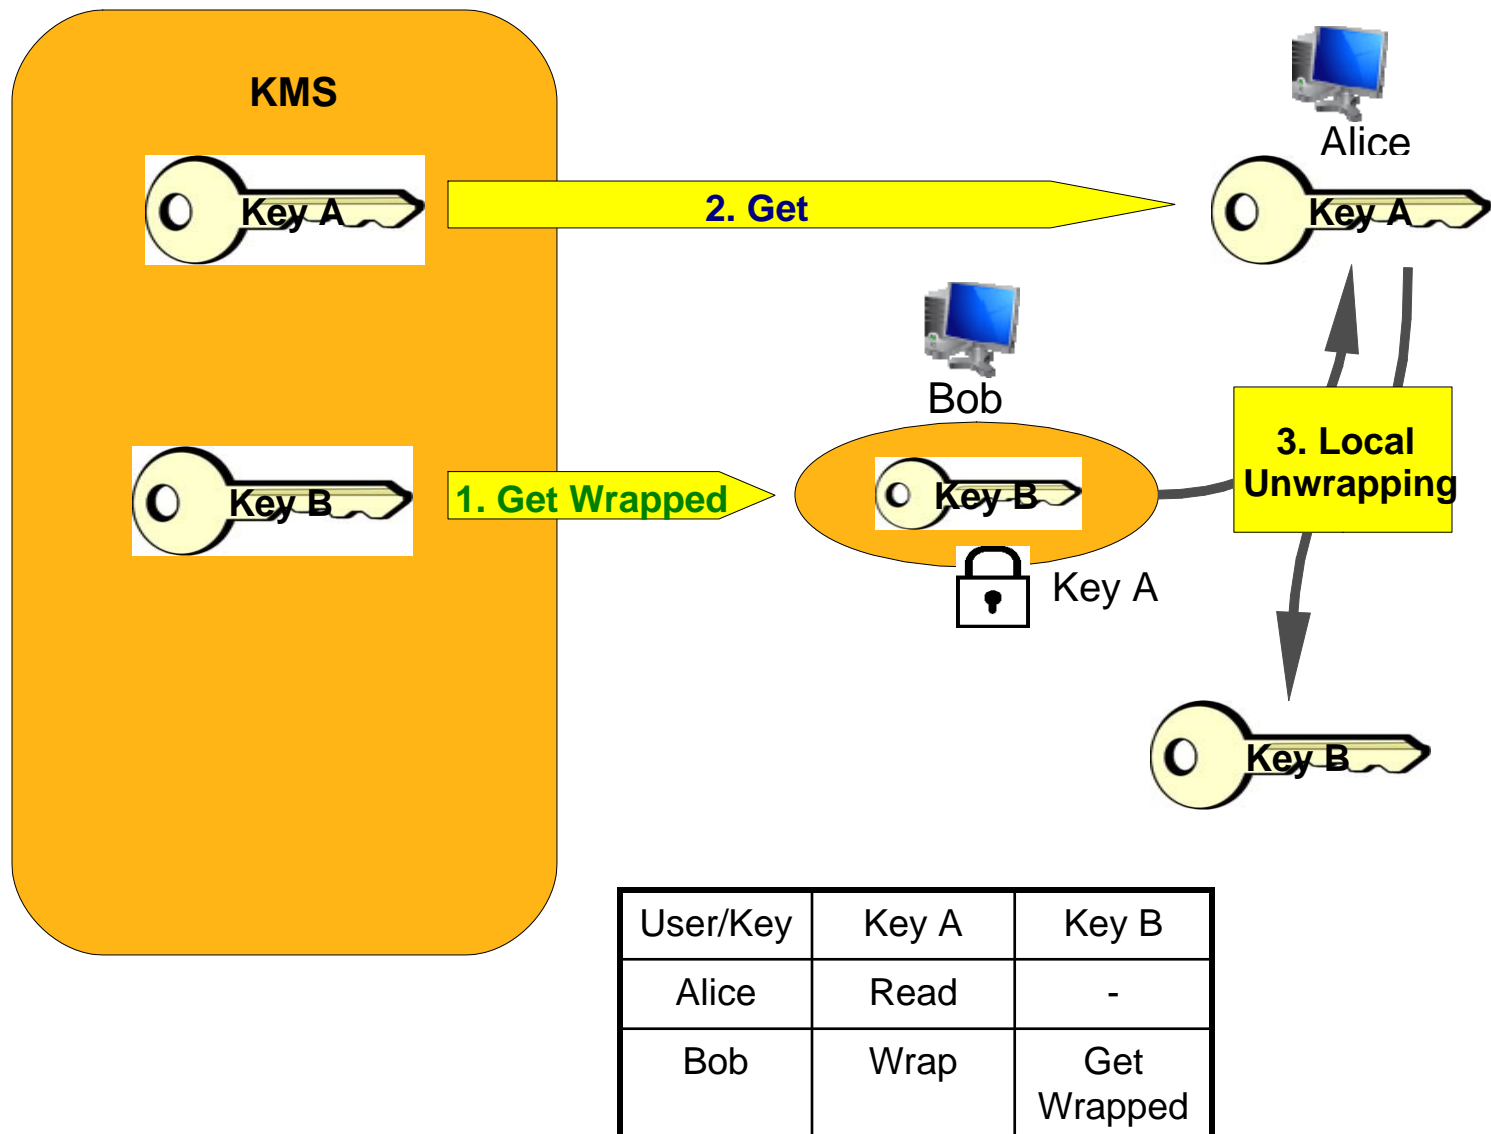 KMS
Alice
Key A
2. Get
Key A
Bob
Key B
1. Get Wrapped
Key B
3. Local
Unwrapping
Key A
Key B
User/Key Key A Key B
Alice Read -
Bob Wrap Get
Wrapped